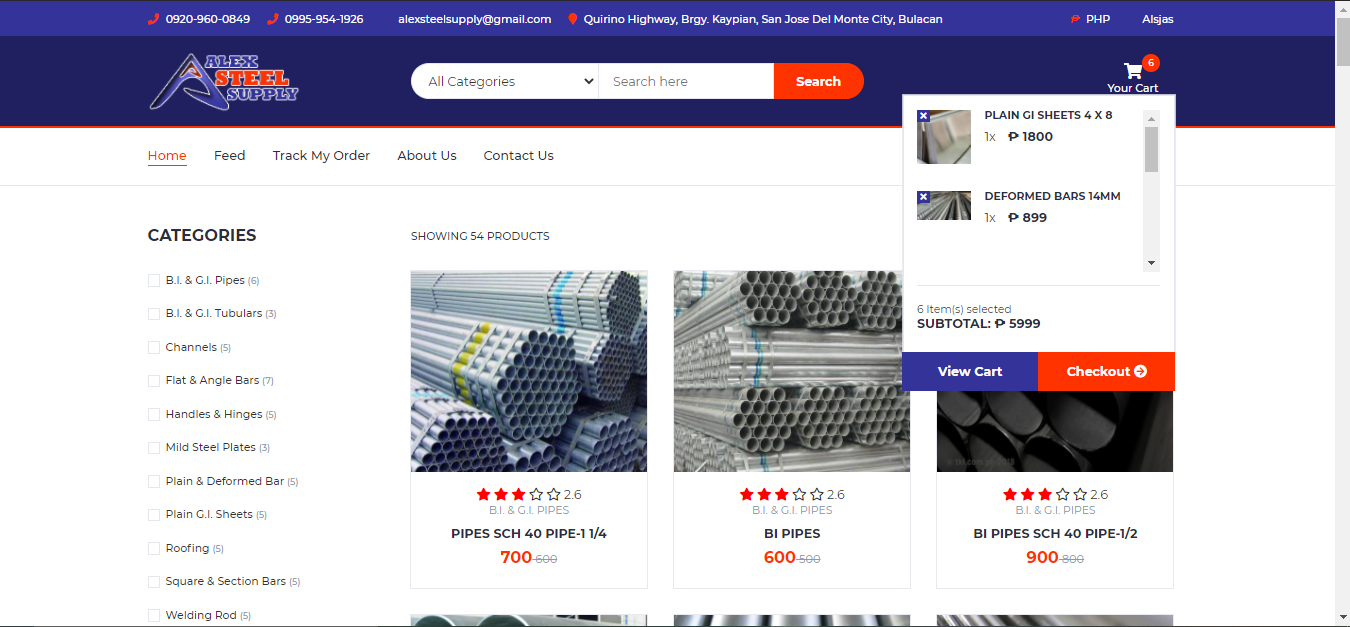 0920-960-0849 0995-954-1926 alexsteelsupply@gmail.com Quirino Highway, Brgy. Kaypian, San Jose Del Monte City, Bulacan ₱ PHP Alsjas
ALEX
STEEL
SUPPLY
All Categories Search here Search
6
Your Cart
Home Feed Track My Order About Us Contact Us
PLAIN GI SHEETS 4 X 8
1x ₱ 1800
DEFORMED BARS 14MM
1x ₱ 899
6 Item(s) selected
SUBTOTAL: ₱ 5999
View Cart Checkout
CATEGORIES
B.I. & G.I. Pipes (6)
B.I. & G.I. Tubulars (3)
Channels (5)
Flat & Angle Bars (7)
Handles & Hinges (5)
Mild Steel Plates (3)
Plain & Deformed Bar (5)
Plain G.I. Sheets (5)
Roofing (5)
Square & Section Bars (5)
Welding Rod (5)
SHOWING 54 PRODUCTS
2.6
B.I. & G.I. PIPES
PIPES SCH 40 PIPE-1 1/4
700 600
2.6
B.I. & G.I. PIPES
BI PIPES
600 500
2.6
B.I. & G.I. PIPES
BI PIPES SCH 40 PIPE-1/2
900 800